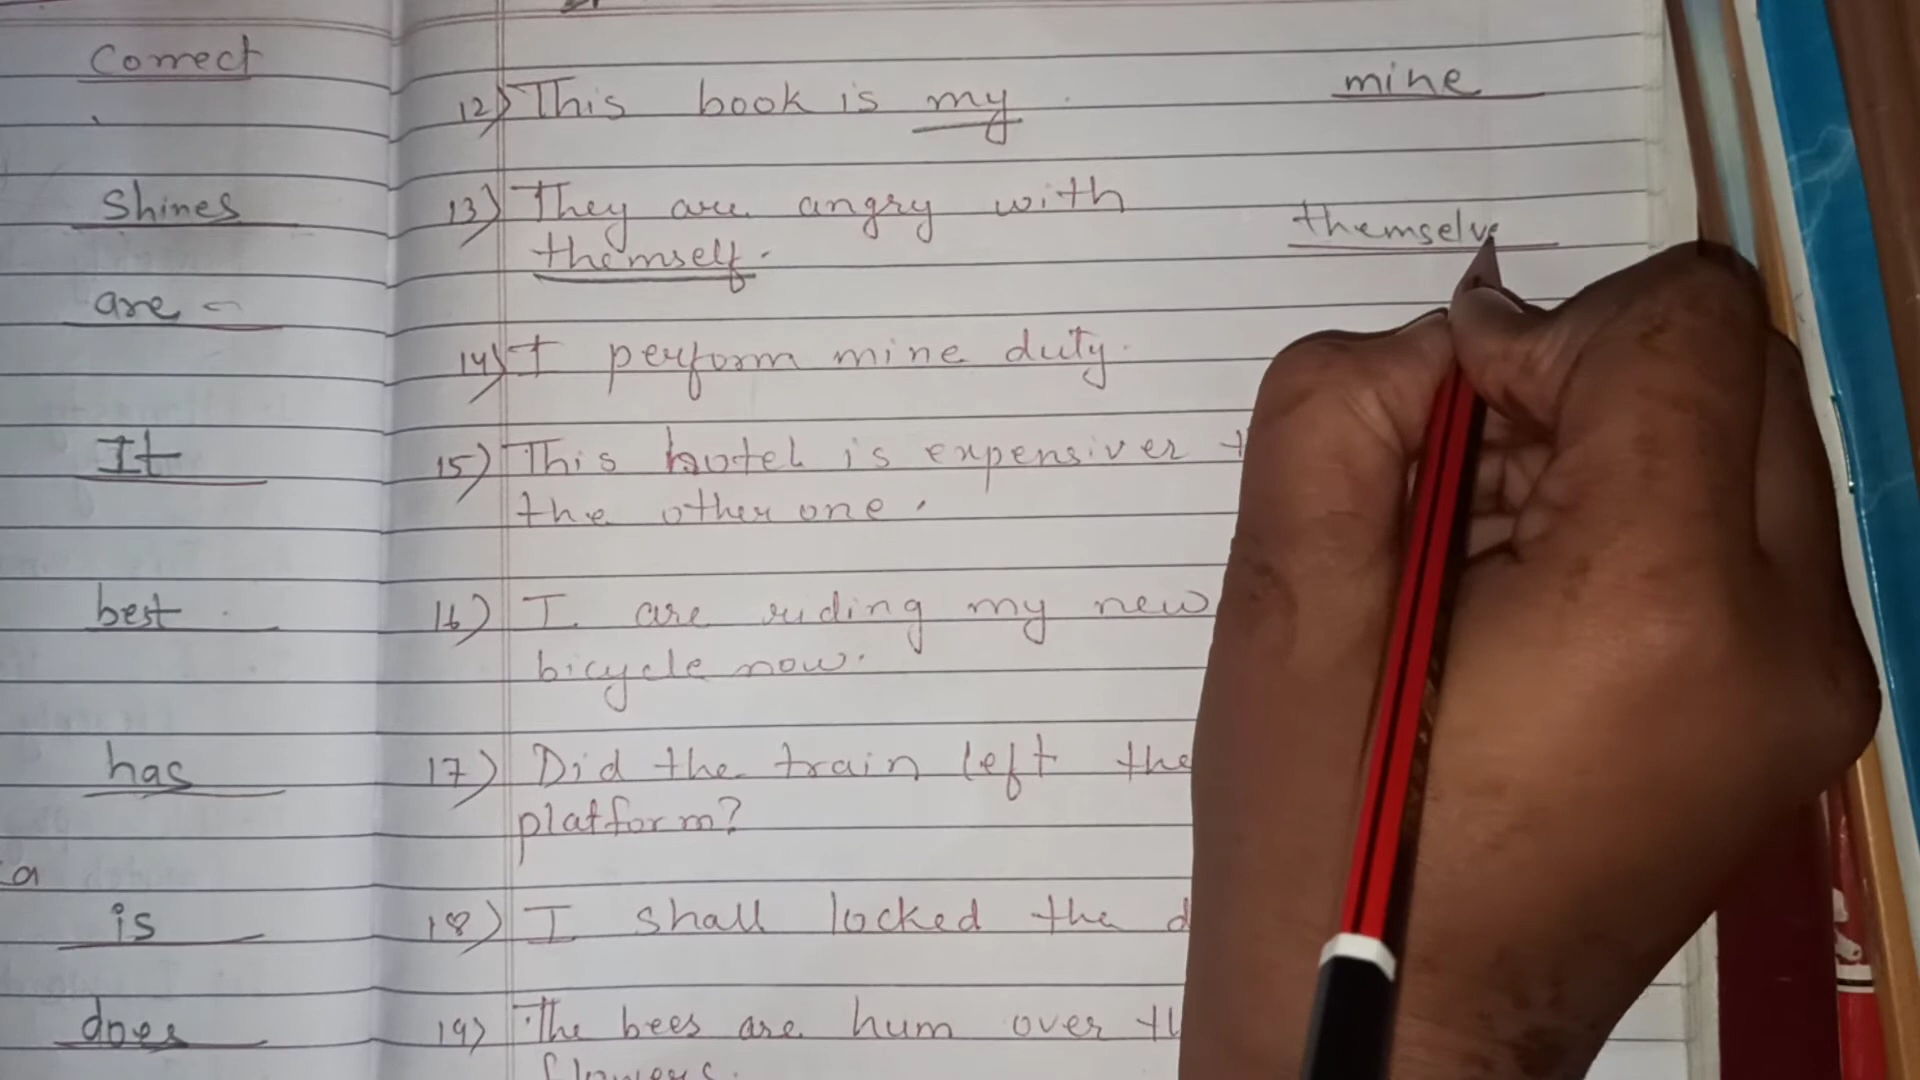 Correct
shines
are
It
best
has
a
is
does
12) This book is my mine
13) They are angry with
themself. themselve
14) I perform mine duty.
15) This hotel is expensiver
the other one.
16) I are riding my new
bicycle now.
17) Did the train left the
platform?
18) I shall locked the d
19) The bees are hum over
flowers.